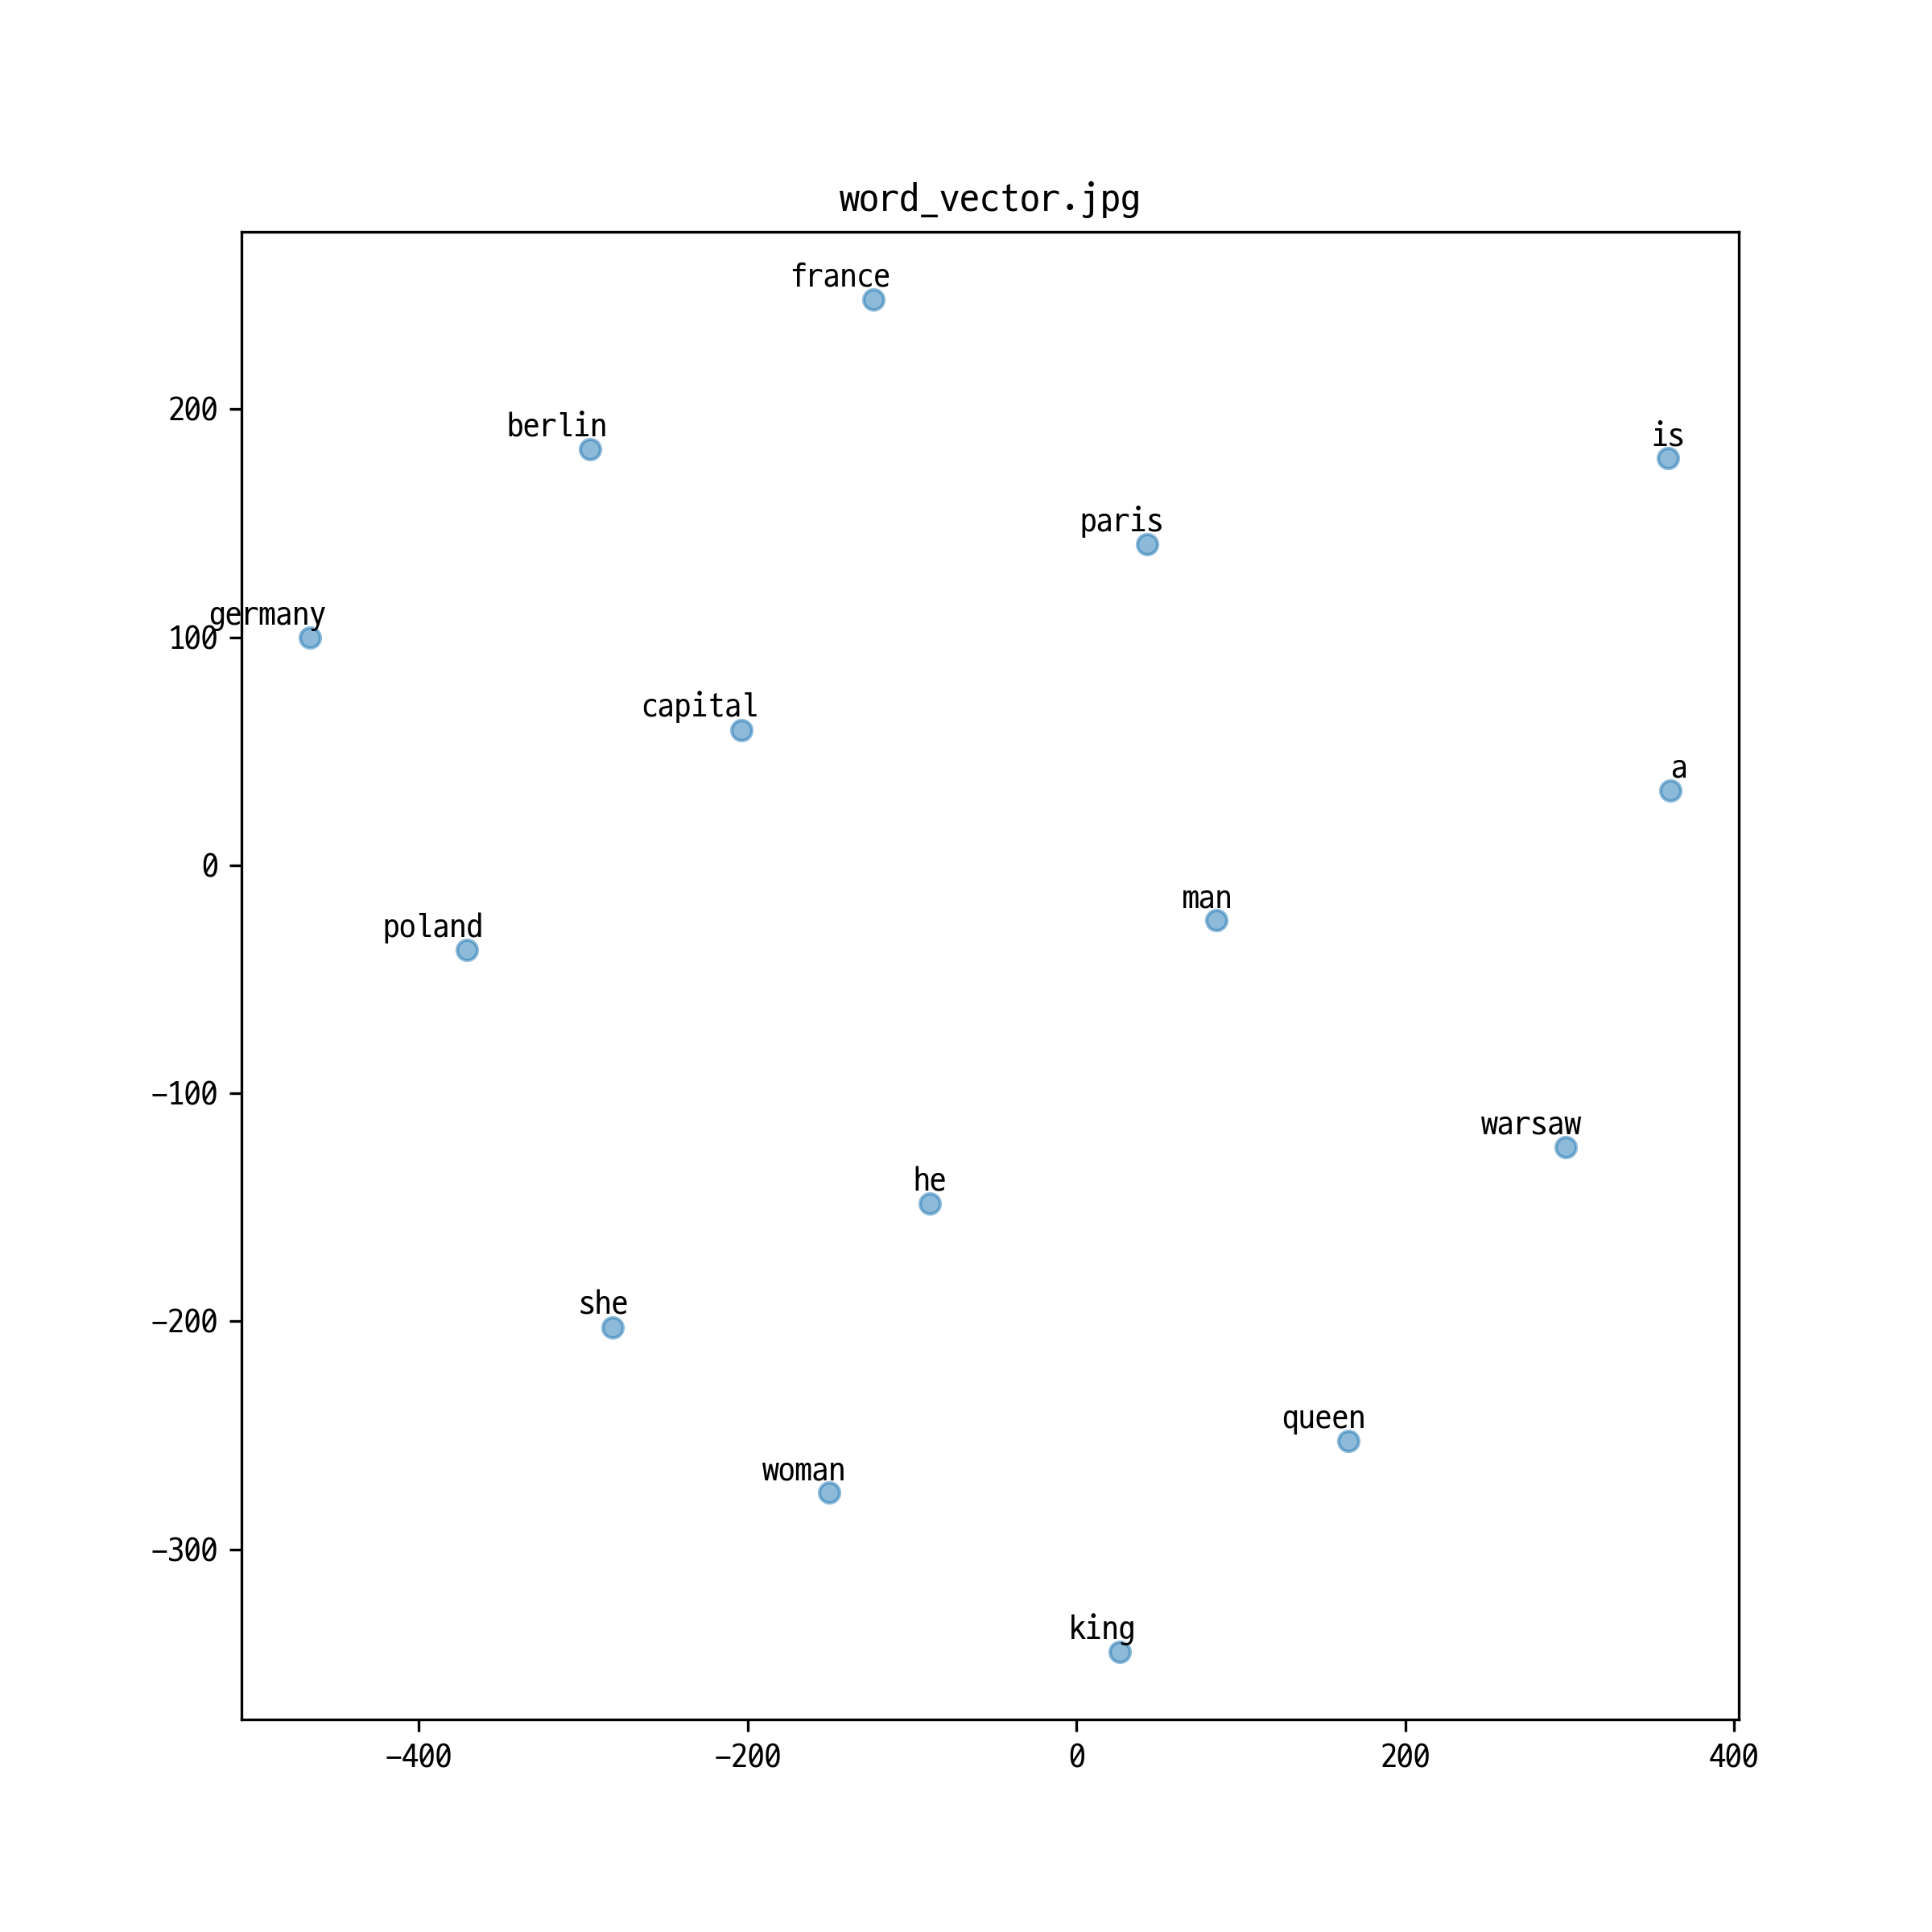 word_vector.jpg
france
200
berlin
is
paris
germany
100
capital
a
0
man
poland
−100
warsaw
he
she
−200
queen
woman
−300
king
−400 −200 0 200 400